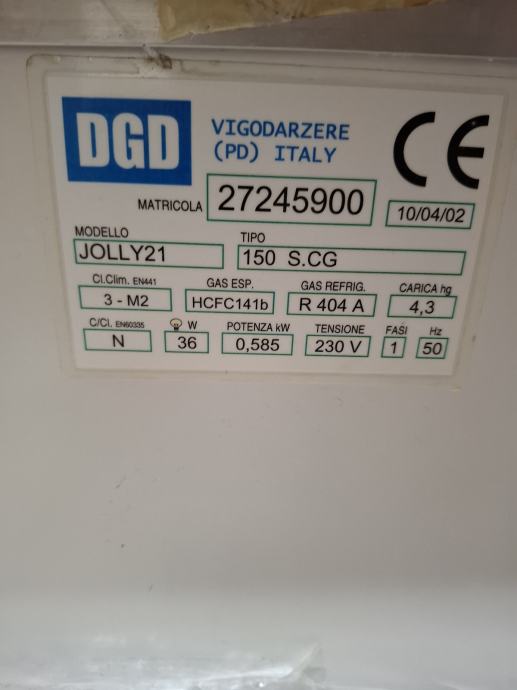 DGD
VIGODARZERE
(PD) ITALY
CE
MATRICOLA 27245900 10/04/02
MODELLO TIPO
JOLLY21 150 S.CG
Cl.Clim. EN441 GAS ESP. GAS REFRIG. CARICA hg
3 - M2 HCFC141b R 404 A 4,3
C/Cl. EN60335 W POTENZA kW TENSIONE FASI Hz
N 36 0,585 230 V 1 50